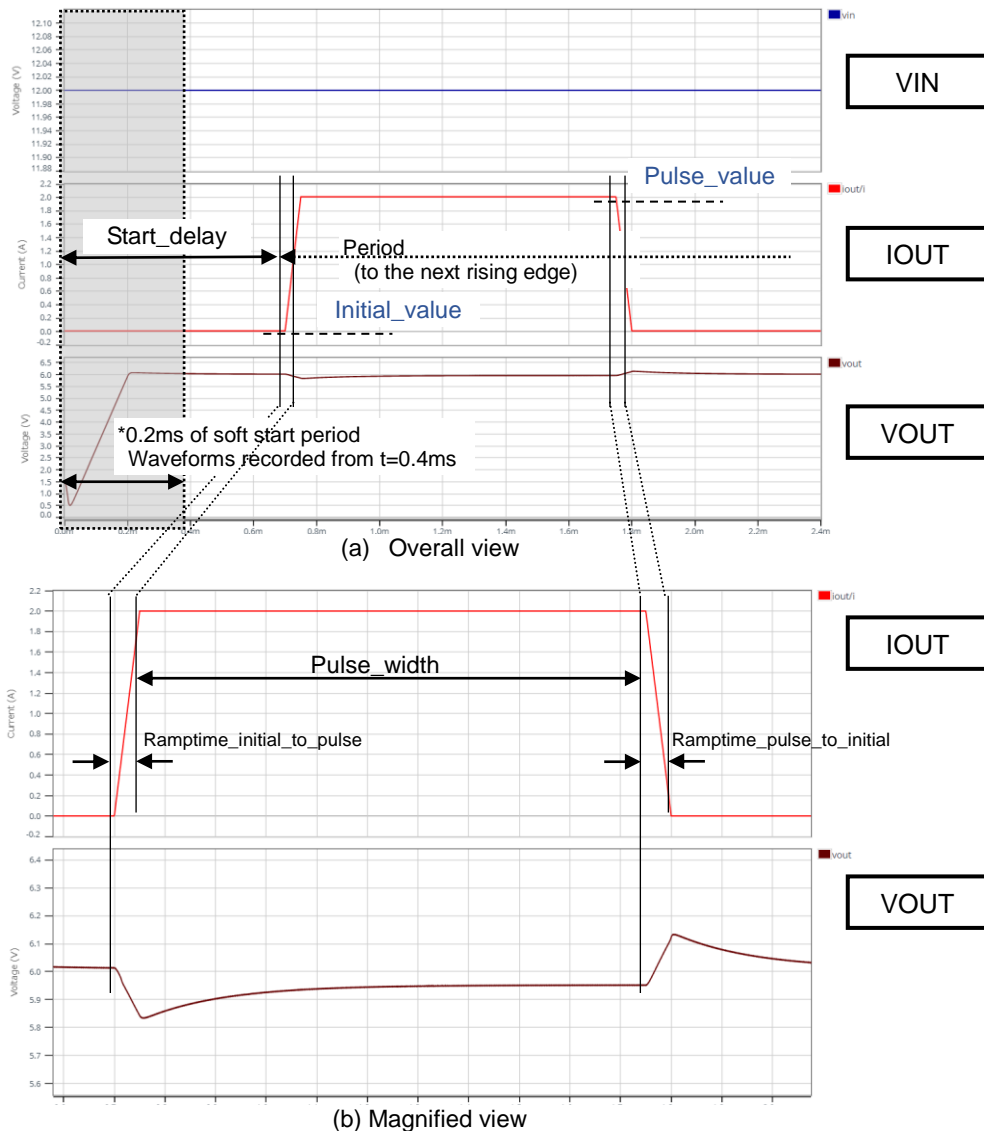 12.10
12.08
12.06
12.04
12.02
12.00
11.98
11.96
11.94
11.92
11.90
11.88
Voltage (V)
vin
VIN
2.2
2.0
1.8
1.6
1.4
1.2
1.0
0.8
0.6
0.4
0.2
0.0
-0.2
Current (A)
iout/i
IOUT
Pulse_value
Start_delay
Period
(to the next rising edge)
Initial_value
6.5
6.0
5.5
5.0
4.5
4.0
3.5
3.0
2.5
2.0
1.5
1.0
0.5
0.0
Voltage (V)
vout
VOUT
*0.2ms of soft start period
Waveforms recorded from t=0.4ms
0.0m 0.2m 0.4m 0.6m 0.8m 1.0m 1.2m 1.4m 1.6m 1.8m 2.0m 2.2m 2.4m
(a) Overall view
2.2
2.0
1.8
1.6
1.4
1.2
1.0
0.8
0.6
0.4
0.2
0.0
-0.2
Current (A)
iout/i
IOUT
Pulse_width
Ramptime_initial_to_pulse
Ramptime_pulse_to_initial
6.4
6.3
6.2
6.1
6.0
5.9
5.8
5.7
5.6
Voltage (V)
vout
VOUT
(b) Magnified view